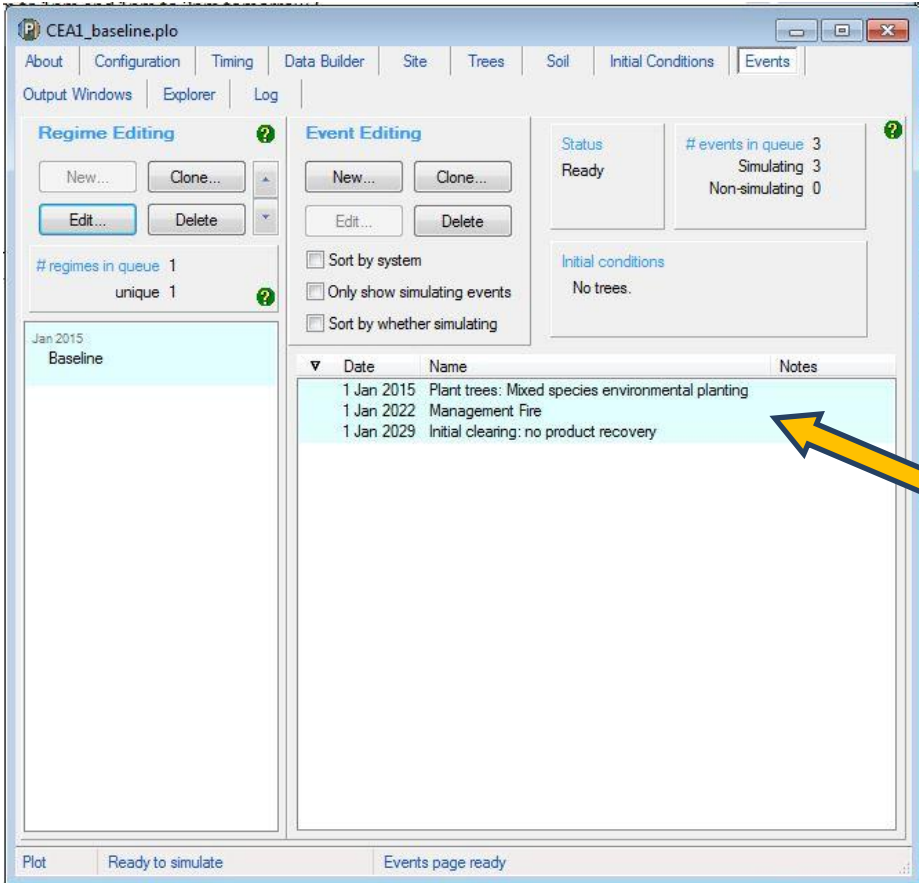 CEA1_baseline.plo
About Configuration Timing Data Builder Site Trees Soil Initial Conditions Events
Output Windows Explorer Log
Regime Editing
New... Clone...
Edit... Delete
# regimes in queue 1
unique 1
Jan 2015
Baseline
Event Editing
New... Clone...
Edit... Delete
Sort by system
Only show simulating events
Sort by whether simulating
Status
Ready
# events in queue 3
Simulating 3
Non-simulating 0
Initial conditions
No trees.
Date Name Notes
1 Jan 2015 Plant trees: Mixed species environmental planting
1 Jan 2022 Management Fire
1 Jan 2029 Initial clearing: no product recovery
Plot Ready to simulate Events page ready